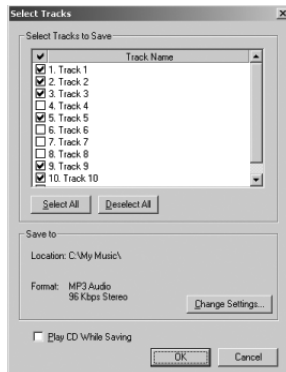 Select Tracks
Select Tracks to Save
Track Name
1. Track 1
2. Track 2
3. Track 3
4. Track 4
5. Track 5
6. Track 6
7. Track 7
8. Track 8
9. Track 9
10. Track 10
Select All Deselect All
Save to
Location: C:\My Music\
Format: MP3 Audio
96 Kbps Stereo
Change Settings...
Play CD While Saving
OK Cancel